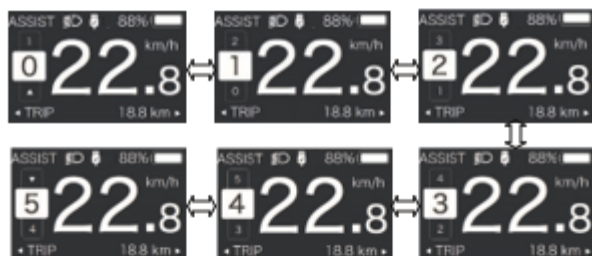 ASSIST 88%
1 km/h
0 22.8
▲
◂ TRIP 18.8 km ▸
ASSIST 88%
2 km/h
1 22.8
0
◂ TRIP 18.8 km ▸
ASSIST 88%
3 km/h
2 22.8
1
◂ TRIP 18.8 km ▸
ASSIST 88%
▼ km/h
5 22.8
4
◂ TRIP 18.8 km ▸
ASSIST 88%
5 km/h
4 22.8
3
◂ TRIP 18.8 km ▸
ASSIST 88%
4 km/h
3 22.8
2
◂ TRIP 18.8 km ▸